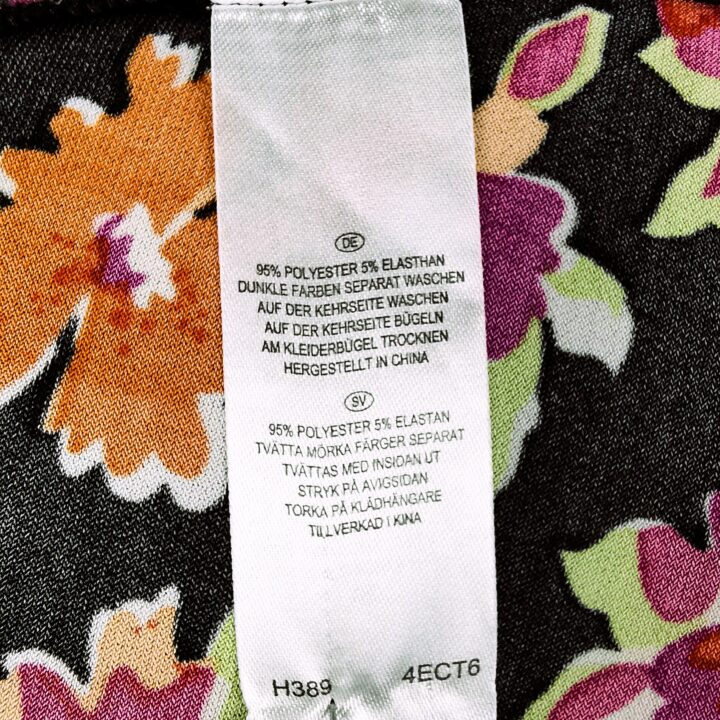 DE
95% POLYESTER 5% ELASTHAN
DUNKLE FARBEN SEPARAT WASCHEN
AUF DER KEHRSEITE WASCHEN
AUF DER KEHRSEITE BÜGELN
AM KLEIDERBÜGEL TROCKNEN
HERGESTELLT IN CHINA
SV
95% POLYESTER 5% ELASTAN
TVÄTTA MÖRKA FÄRGER SEPARAT
TVÄTTAS MED INSIDAN UT
STRYK PÅ AVIGSIDAN
TORKA PÅ KLÄDHÄNGARE
TILLVERKAD I KINA
H389 4ECT6